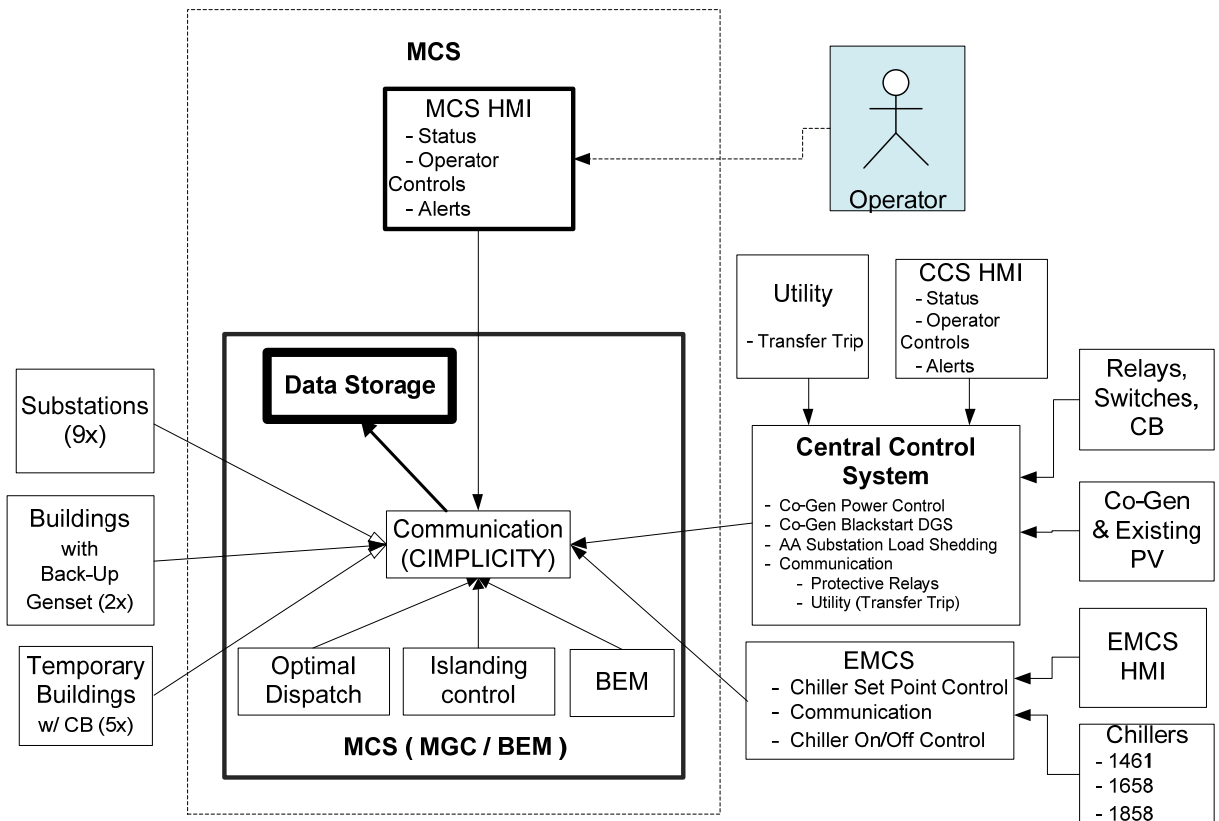 MCS
MCS HMI
- Status
- Operator
Controls
- Alerts
Operator
Utility
- Transfer Trip
CCS HMI
- Status
- Operator
Controls
- Alerts
Relays,
Switches,
CB
Data Storage
Substations
(9x)
Central Control
System
- Co-Gen Power Control
- Co-Gen Blackstart DGS
- AA Substation Load Shedding
- Communication
- Protective Relays
- Utility (Transfer Trip)
Co-Gen
& Existing
PV
Buildings
with
Back-Up
Genset (2x)
Communication
(CIMPLICITY)
Temporary
Buildings
w/ CB (5x)
Optimal
Dispatch
Islanding
control
BEM
MCS ( MGC / BEM )
EMCS
- Chiller Set Point Control
- Communication
- Chiller On/Off Control
EMCS
HMI
Chillers
- 1461
- 1658
- 1858